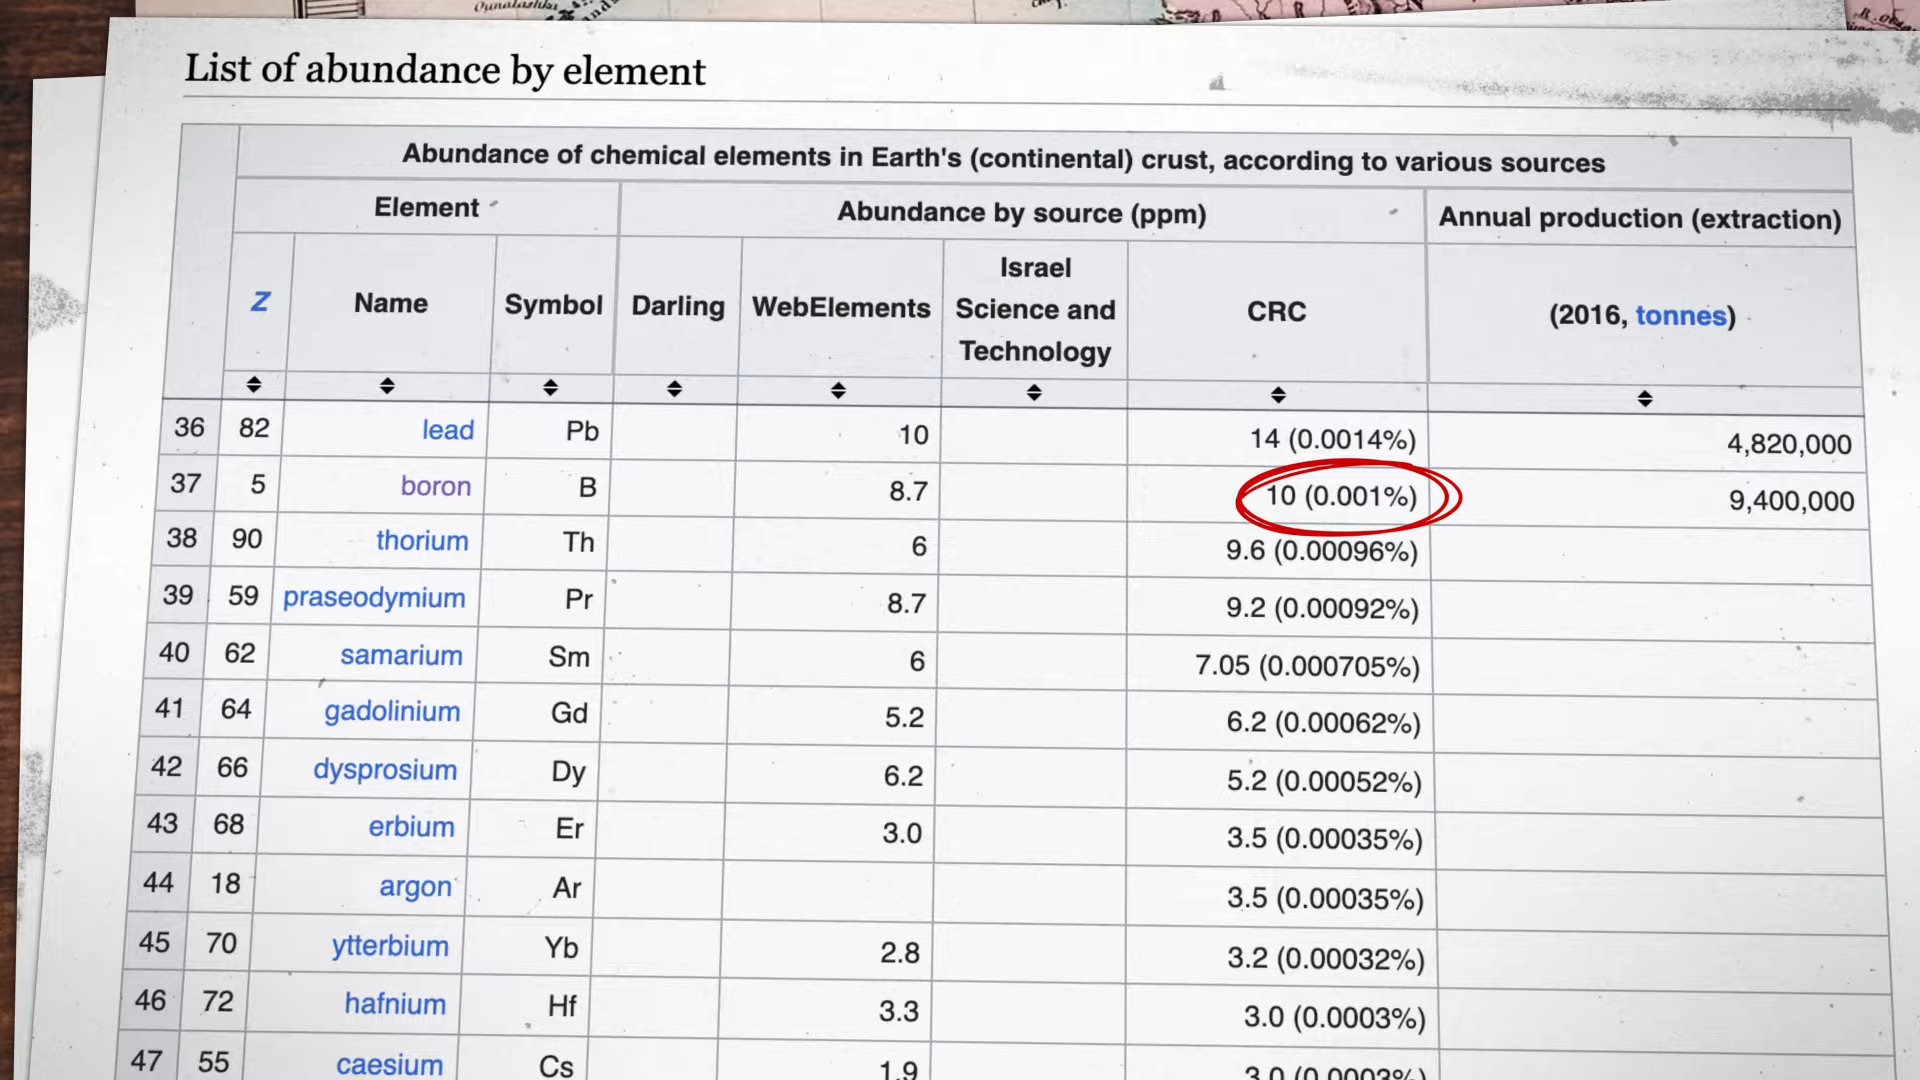 Ounalashka
List of abundance by element
Abundance of chemical elements in Earth's (continental) crust, according to various sources
Element Abundance by source (ppm) Annual production (extraction)
Z Name Symbol Darling WebElements Israel Science and Technology CRC (2016, tonnes)
36 82 lead Pb 10 14 (0.0014%) 4,820,000
37 5 boron B 8.7 10 (0.001%) 9,400,000
38 90 thorium Th 6 9.6 (0.00096%)
39 59 praseodymium Pr 8.7 9.2 (0.00092%)
40 62 samarium Sm 6 7.05 (0.000705%)
41 64 gadolinium Gd 5.2 6.2 (0.00062%)
42 66 dysprosium Dy 6.2 5.2 (0.00052%)
43 68 erbium Er 3.0 3.5 (0.00035%)
44 18 argon Ar 3.5 (0.00035%)
45 70 ytterbium Yb 2.8 3.2 (0.00032%)
46 72 hafnium Hf 3.3 3.0 (0.0003%)
47 55 caesium Cs 1.9 3.0 (0.0003%)